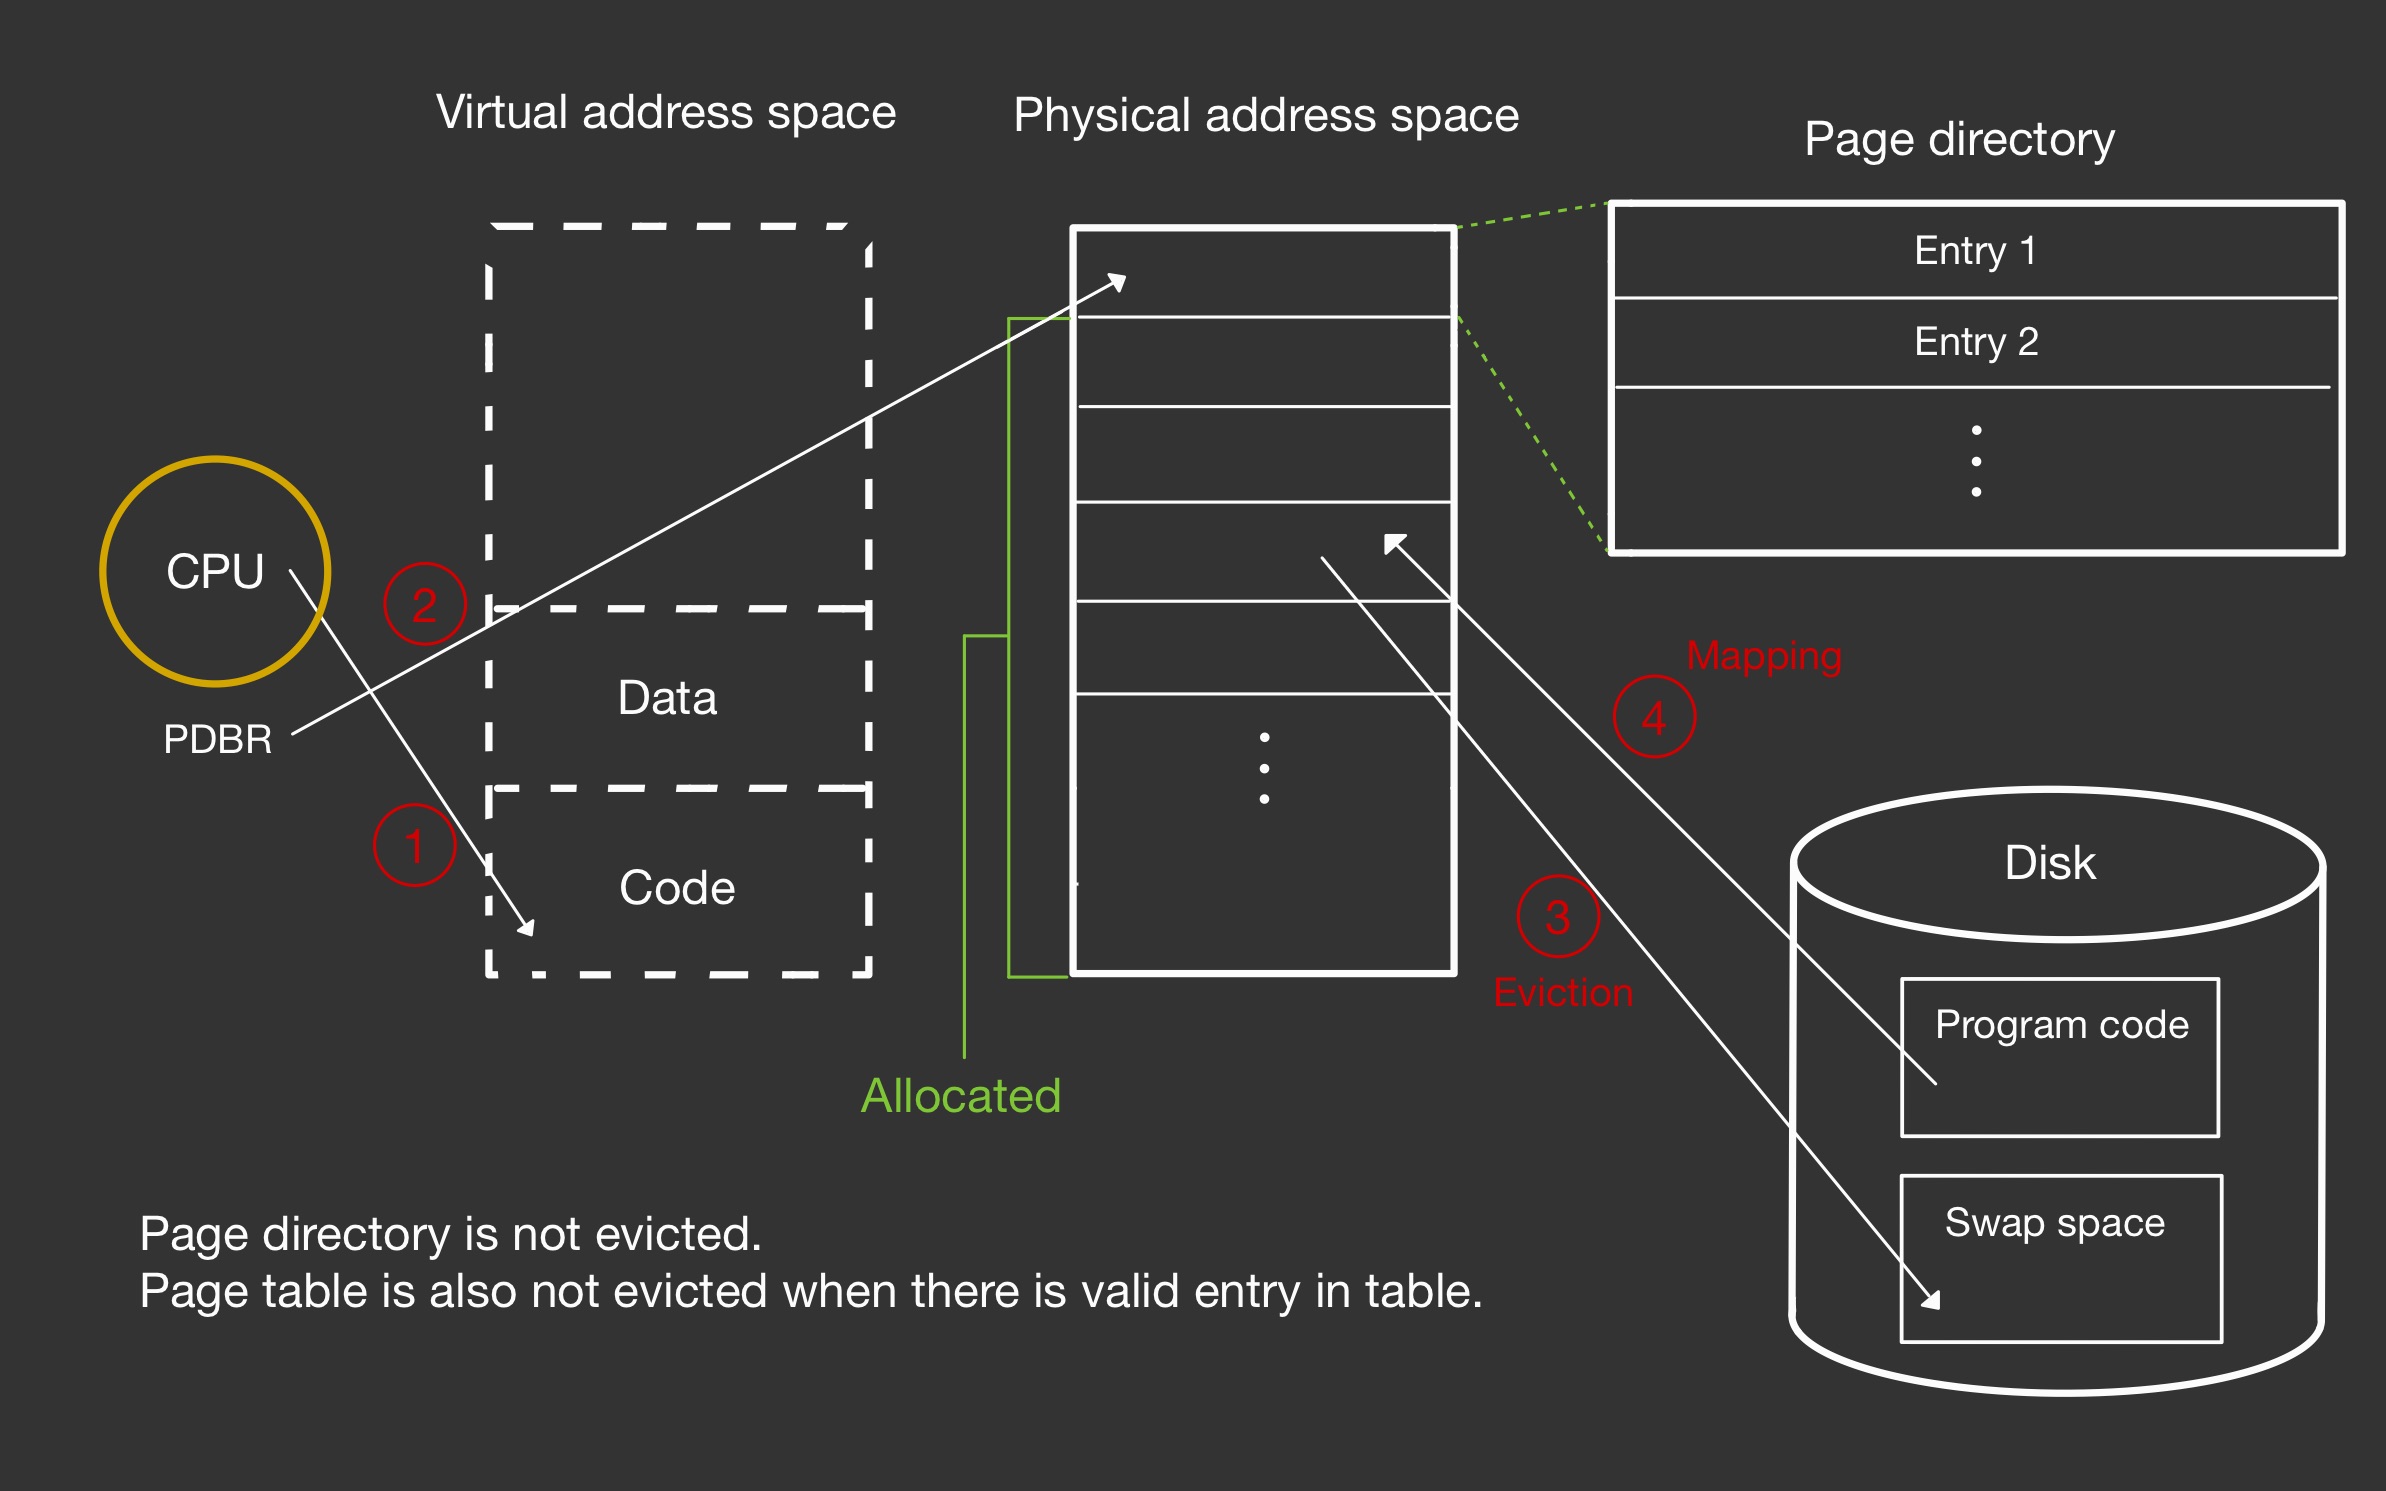 Virtual address space
Physical address space
Page directory
Entry 1
Entry 2
CPU
2
PDBR
Data
1
Code
Mapping
4
3
Eviction
Disk
Program code
Swap space
Allocated
Page directory is not evicted.
Page table is also not evicted when there is valid entry in table.